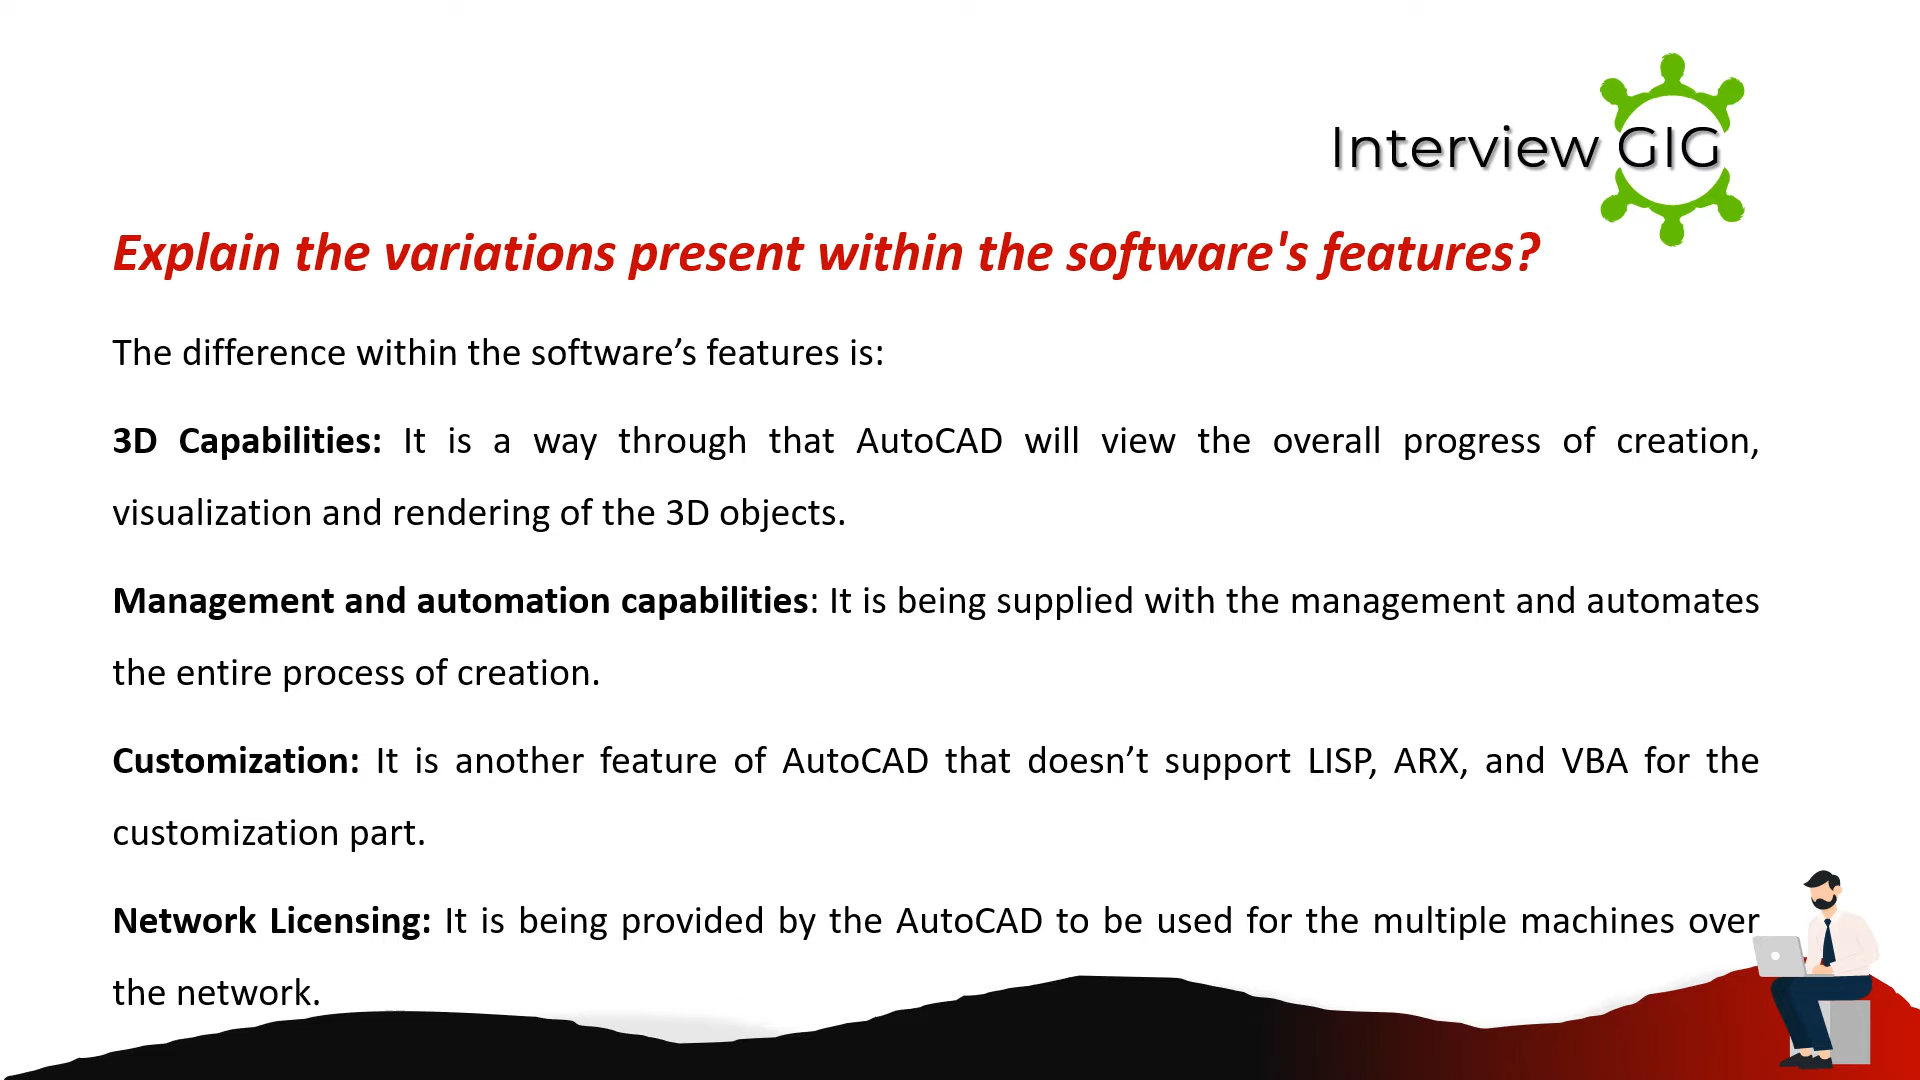 Interview GIG
Explain the variations present within the software's features?
The difference within the software’s features is:
3D Capabilities: It is a way through that AutoCAD will view the overall progress of creation,
visualization and rendering of the 3D objects.
Management and automation capabilities: It is being supplied with the management and automates
the entire process of creation.
Customization: It is another feature of AutoCAD that doesn’t support LISP, ARX, and VBA for the
customization part.
Network Licensing: It is being provided by the AutoCAD to be used for the multiple machines over
the network.